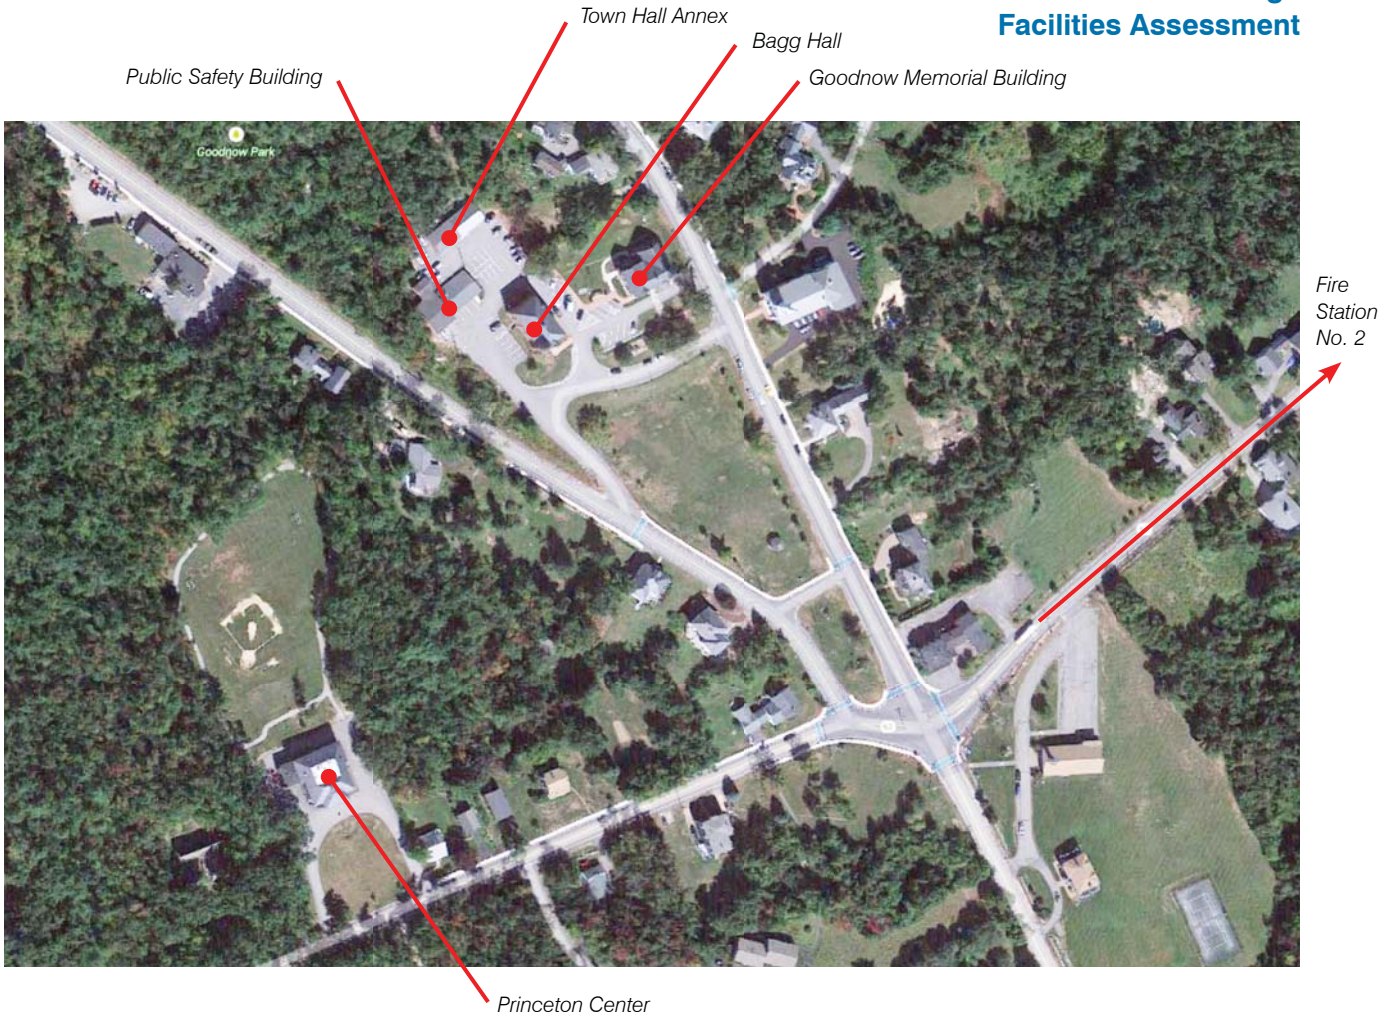 Facilities Assessment
Town Hall Annex
Bagg Hall
Public Safety Building
Goodnow Memorial Building
Goodnow Park
Fire
Station
No. 2
62
Princeton Center